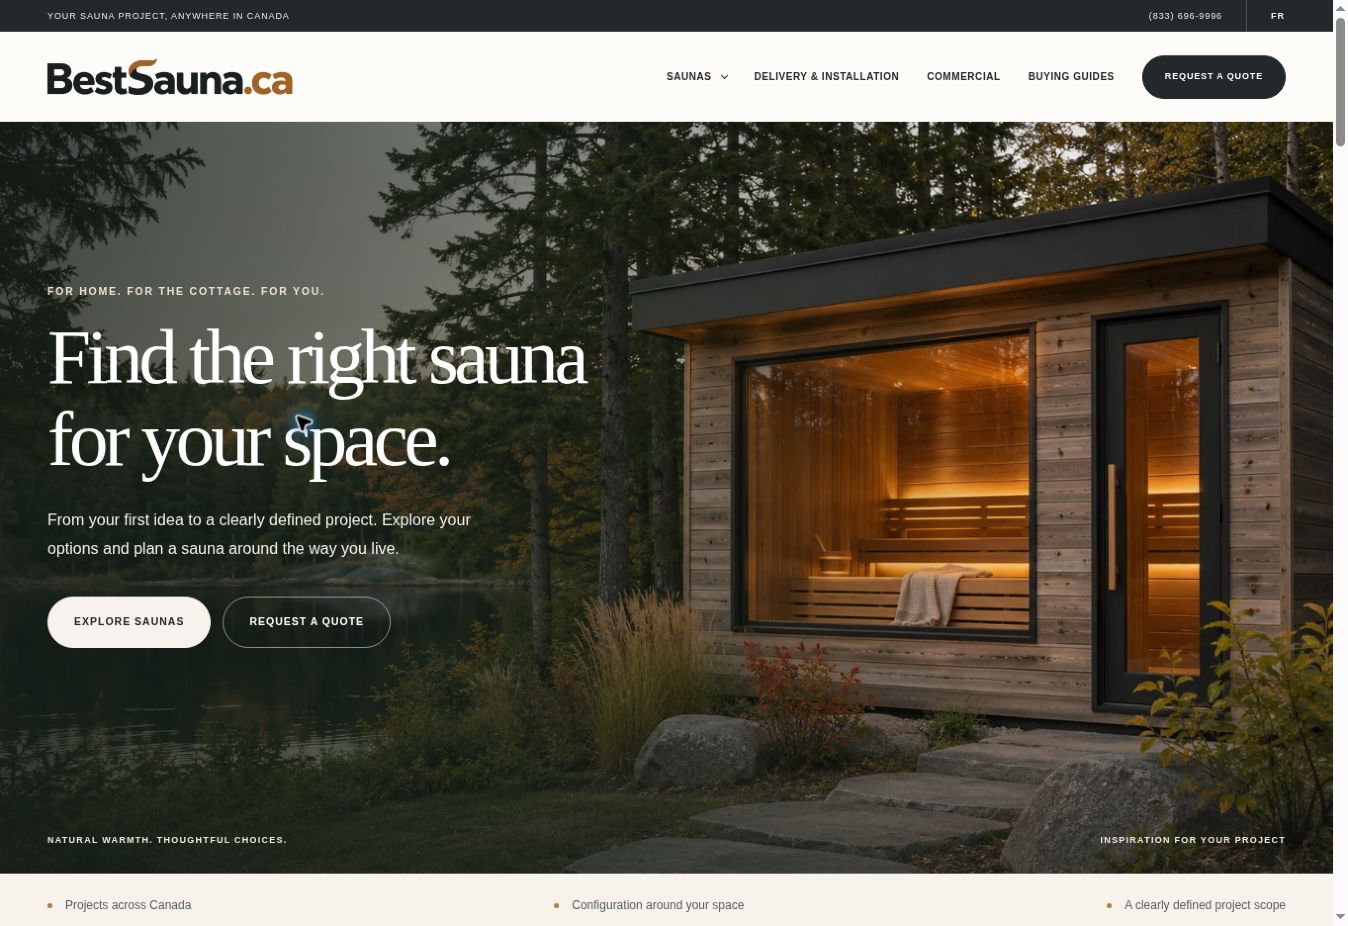 YOUR SAUNA PROJECT, ANYWHERE IN CANADA
(833) 696-9996
FR
BestSauna.ca
SAUNAS
DELIVERY & INSTALLATION
COMMERCIAL
BUYING GUIDES
REQUEST A QUOTE
FOR HOME. FOR THE COTTAGE. FOR YOU.
Find the right sauna
for your space.
From your first idea to a clearly defined project. Explore your
options and plan a sauna around the way you live.
EXPLORE SAUNAS
REQUEST A QUOTE
NATURAL WARMTH. THOUGHTFUL CHOICES.
INSPIRATION FOR YOUR PROJECT
Projects across Canada
Configuration around your space
A clearly defined project scope